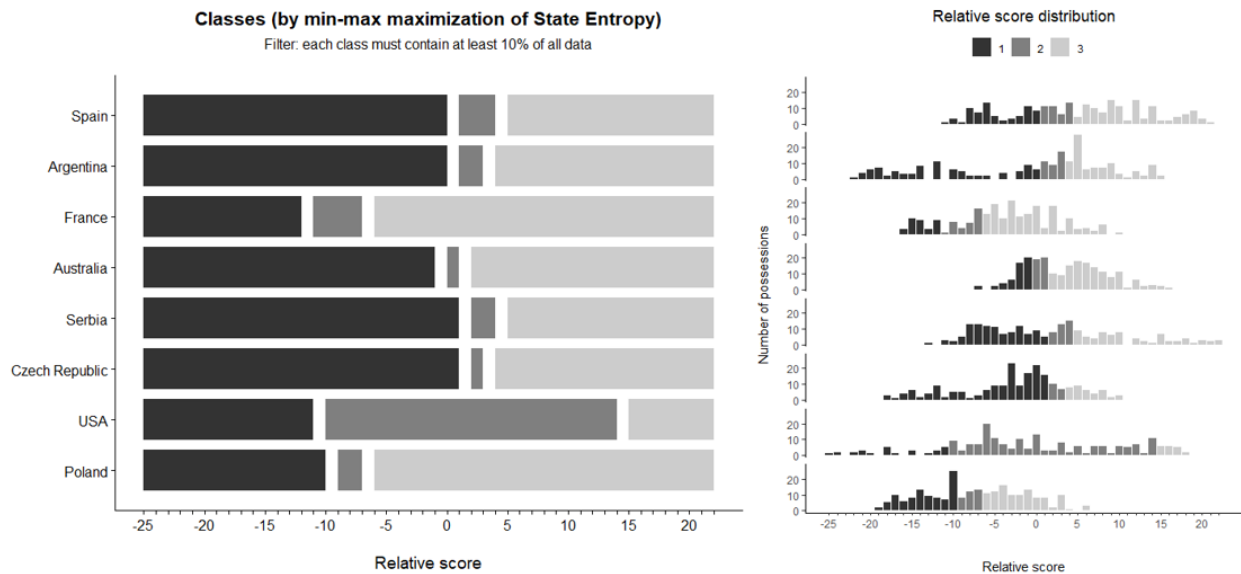 Classes (by min-max maximization of State Entropy)
Filter: each class must contain at least 10% of all data
Spain
Argentina
France
Australia
Serbia
Czech Republic
USA
Poland
-25 -20 -15 -10 -5 0 5 10 15 20
Relative score
Relative score distribution
1 2 3
Number of possessions
20
10
0
20
10
0
20
10
0
20
10
0
20
10
0
20
10
0
20
10
0
20
10
0
-25 -20 -15 -10 -5 0 5 10 15 20
Relative score